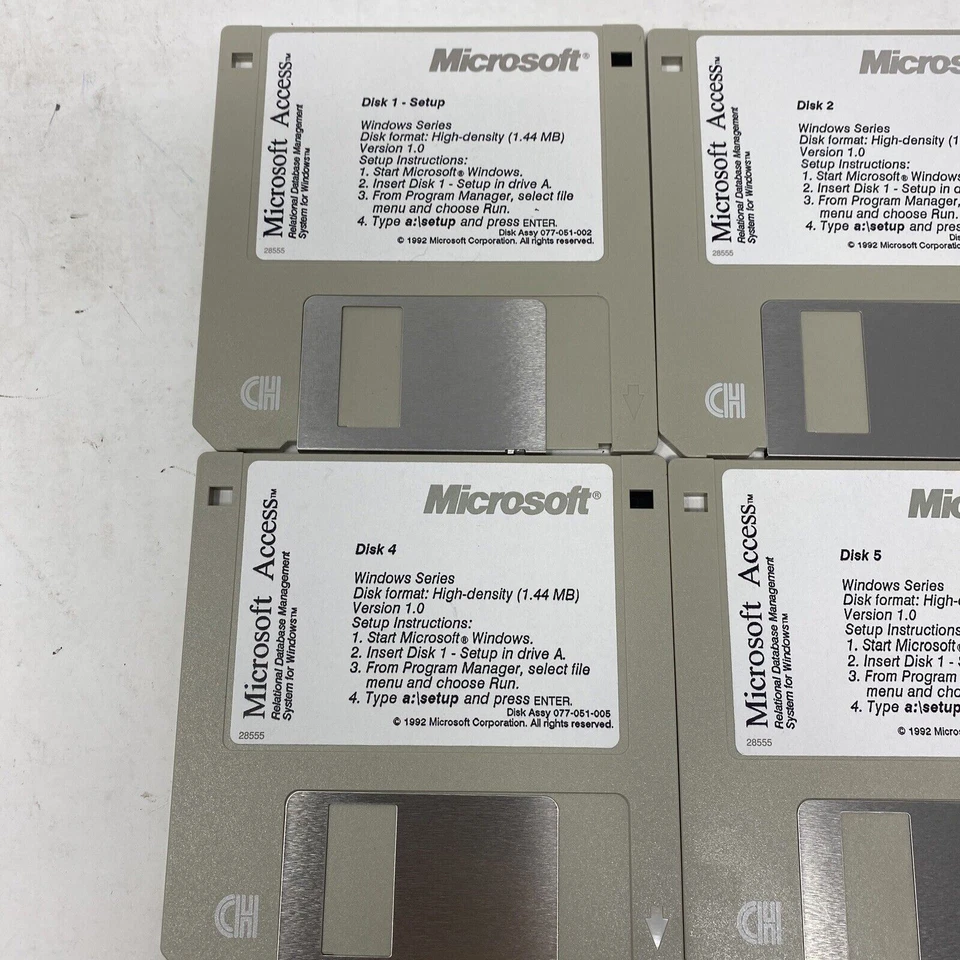 Microsoft Access™
Relational Database Management
System for Windows™
Microsoft®
Disk 1 - Setup
Windows Series
Disk format: High-density (1.44 MB)
Version 1.0
Setup Instructions:
1. Start Microsoft® Windows.
2. Insert Disk 1 - Setup in drive A.
3. From Program Manager, select file
menu and choose Run.
4. Type a:\setup and press ENTER.
Disk Assy 077-051-002
© 1992 Microsoft Corporation. All rights reserved.
28555
CH
Microsoft Access™
Relational Database Management
System for Windows™
Micros
Disk 2
Windows Series
Disk format: High-density (1
Version 1.0
Setup Instructions:
1. Start Microsoft® Windows
2. Insert Disk 1 - Setup in d
3. From Program Manager,
menu and choose Run.
4. Type a:\setup and pres
Dis
© 1992 Microsoft Corporatio
28555
CH
Microsoft Access™
Relational Database Management
System for Windows™
Microsoft®
Disk 4
Windows Series
Disk format: High-density (1.44 MB)
Version 1.0
Setup Instructions:
1. Start Microsoft® Windows.
2. Insert Disk 1 - Setup in drive A.
3. From Program Manager, select file
menu and choose Run.
4. Type a:\setup and press ENTER.
Disk Assy 077-051-005
© 1992 Microsoft Corporation. All rights reserved.
28555
CH
Microsoft Access™
Relational Database Management
System for Windows™
Mic
Disk 5
Windows Series
Disk format: High-
Version 1.0
Setup Instructions
1. Start Microsoft®
2. Insert Disk 1 - S
3. From Program
menu and cho
4. Type a:\setup
© 1992 Micros
28555
CH